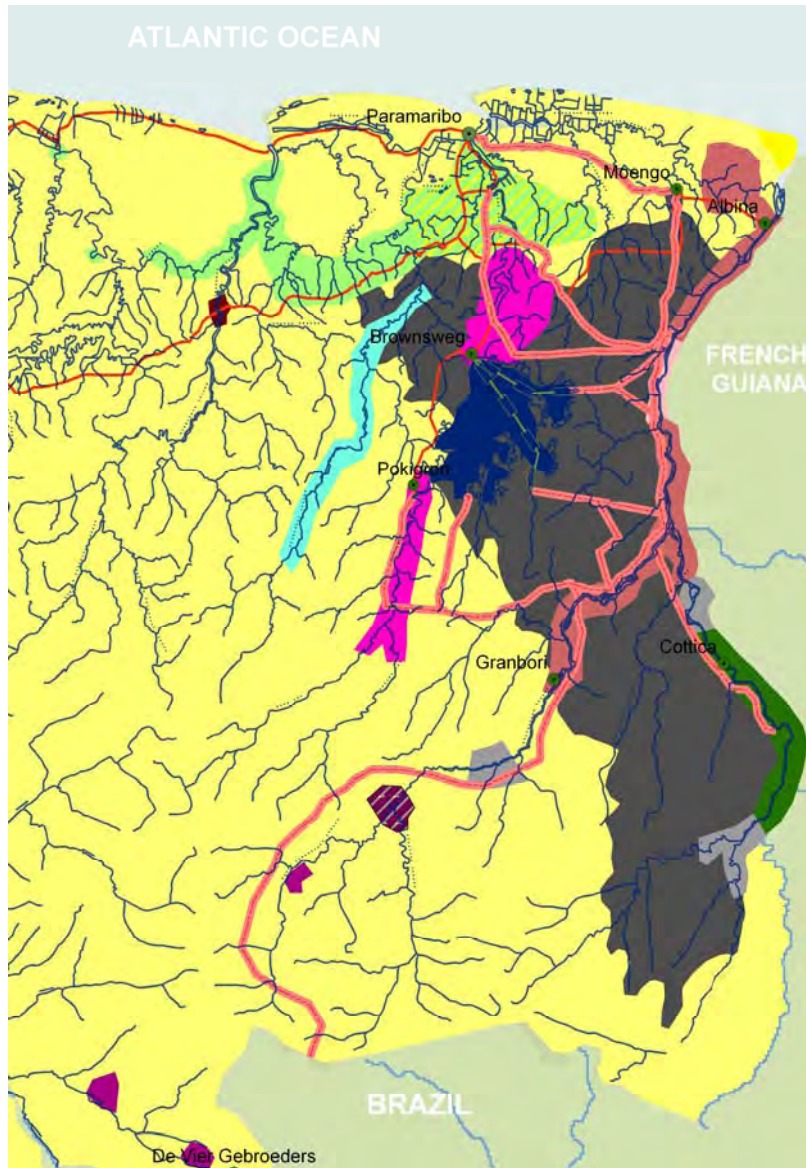 ATLANTIC OCEAN
Paramaribo
Moengo
Albina
Brownsweg
FRENCH
GUIANA
Pokigron
Cottica
Granbori
BRAZIL
De Vier Gebroeders